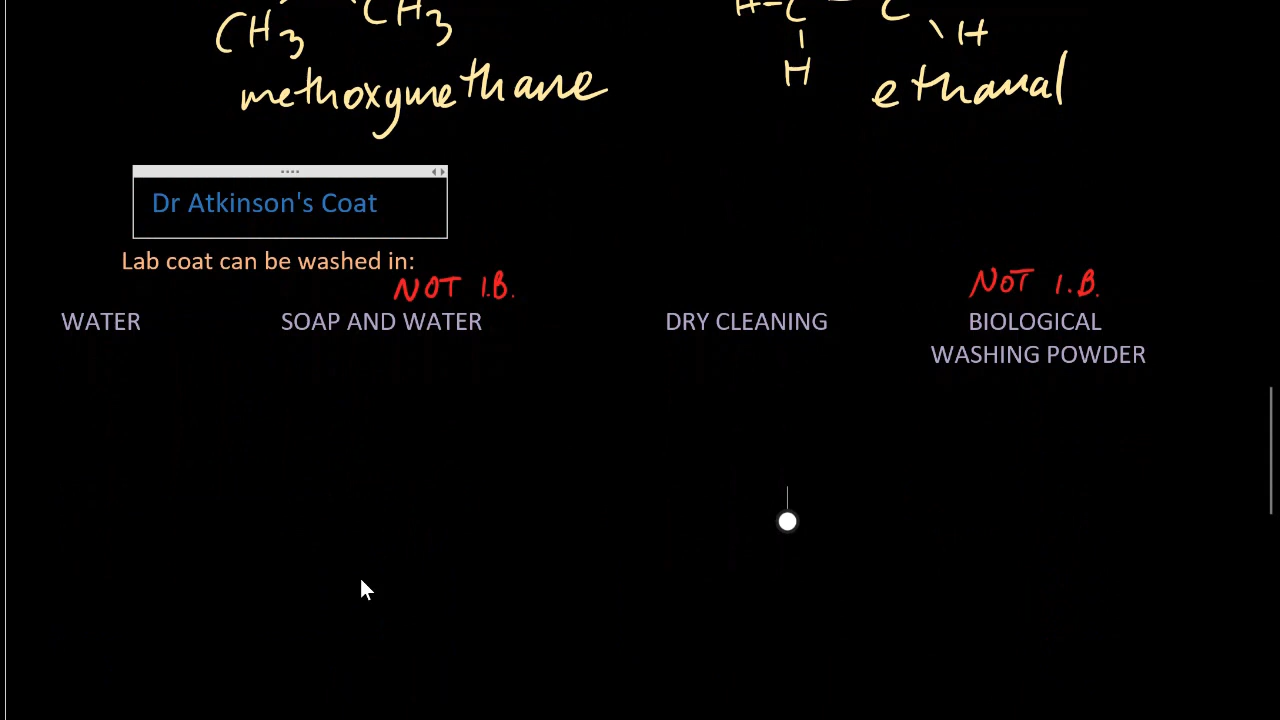 CH3 CH3 H-C C
H
H
methoxymethane ethanal
Dr Atkinson's Coat
Lab coat can be washed in:
NOT I.B. NOT I.B.
WATER SOAP AND WATER DRY CLEANING BIOLOGICAL
WASHING POWDER